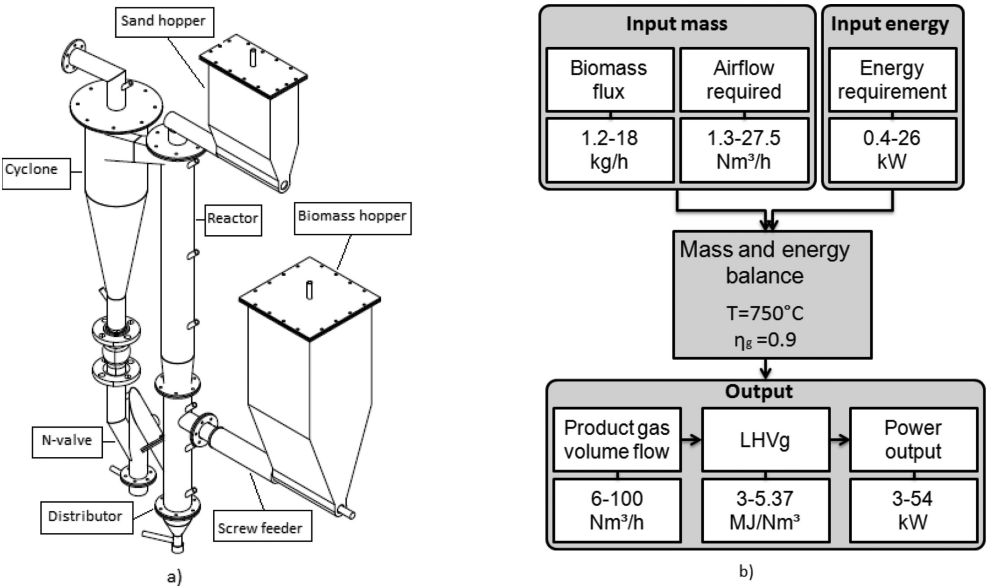 Sand hopper
Cyclone
Reactor
Biomass hopper
N-valve
Distributor
Screw feeder
a)
Input mass
Biomass
flux
1.2-18
kg/h
Airflow
required
1.3-27.5
Nm³/h
Input energy
Energy
requirement
0.4-26
kW
Mass and energy
balance
T=750°C
ηg =0.9
Output
Product gas
volume flow
6-100
Nm³/h
LHVg
3-5.37
MJ/Nm³
Power
output
3-54
kW
b)